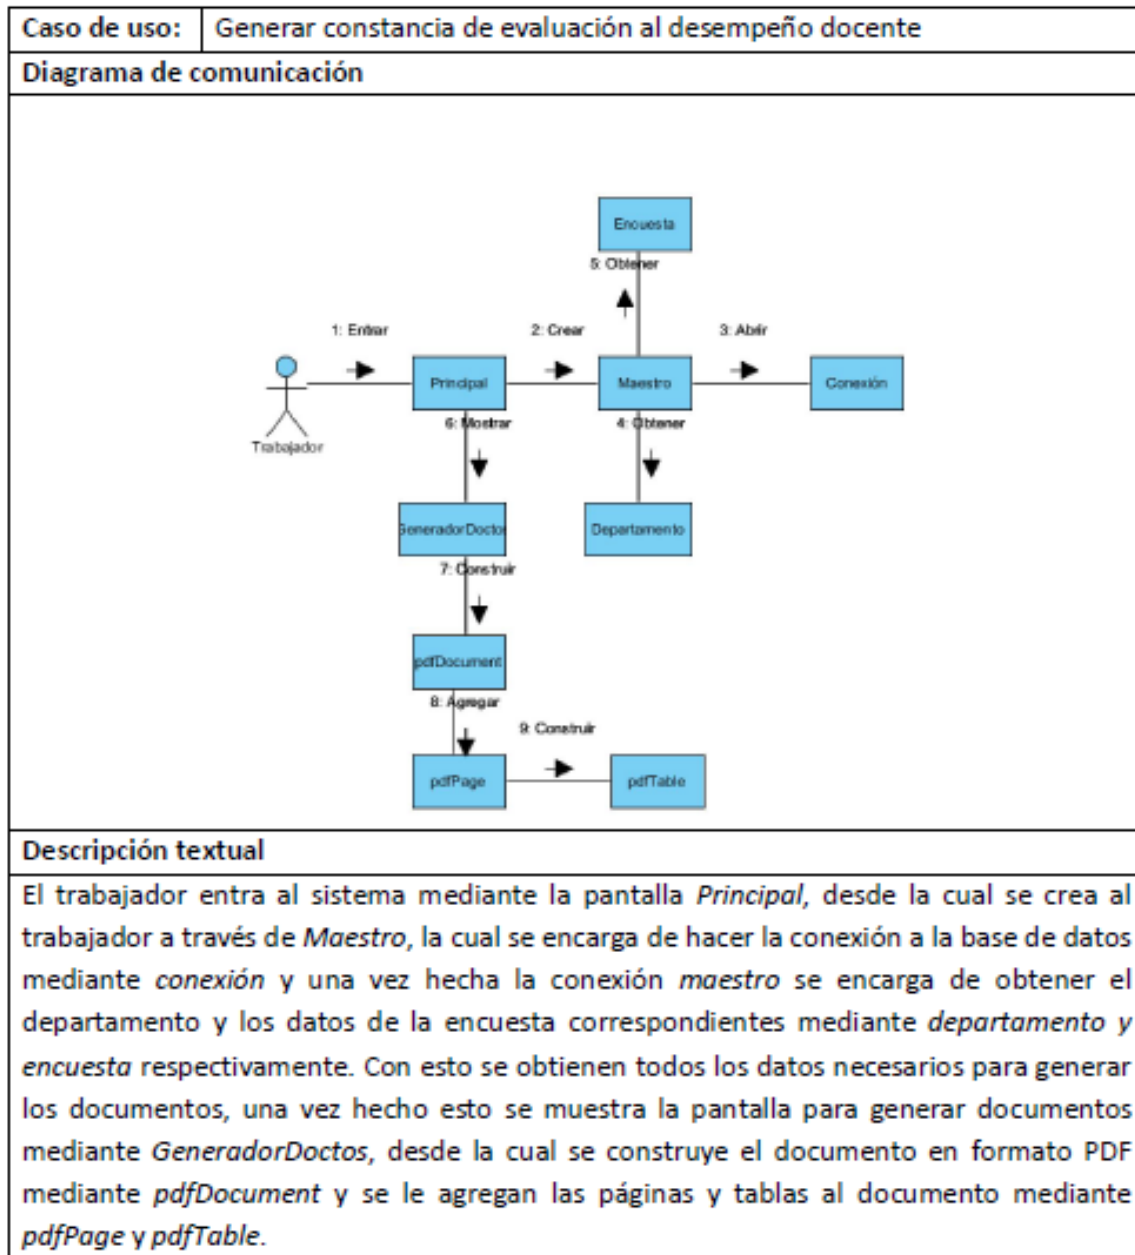 Caso de uso: Generar constancia de evaluación al desempeño docente
Diagrama de comunicación
Encuesta
5: Obtener
1: Entrar
2: Crear
3: Abrir
Principal
Maestro
Conexión
Trabajador
6: Mostrar
4: Obtener
GeneradorDoctos
Departamento
7: Construir
pdfDocument
8: Agregar
9: Construir
pdfPage
pdfTable
Descripción textual
El trabajador entra al sistema mediante la pantalla Principal, desde la cual se crea al
trabajador a través de Maestro, la cual se encarga de hacer la conexión a la base de datos
mediante conexión y una vez hecha la conexión maestro se encarga de obtener el
departamento y los datos de la encuesta correspondientes mediante departamento y
encuesta respectivamente. Con esto se obtienen todos los datos necesarios para generar
los documentos, una vez hecho esto se muestra la pantalla para generar documentos
mediante GeneradorDoctos, desde la cual se construye el documento en formato PDF
mediante pdfDocument y se le agregan las páginas y tablas al documento mediante
pdfPage y pdfTable.